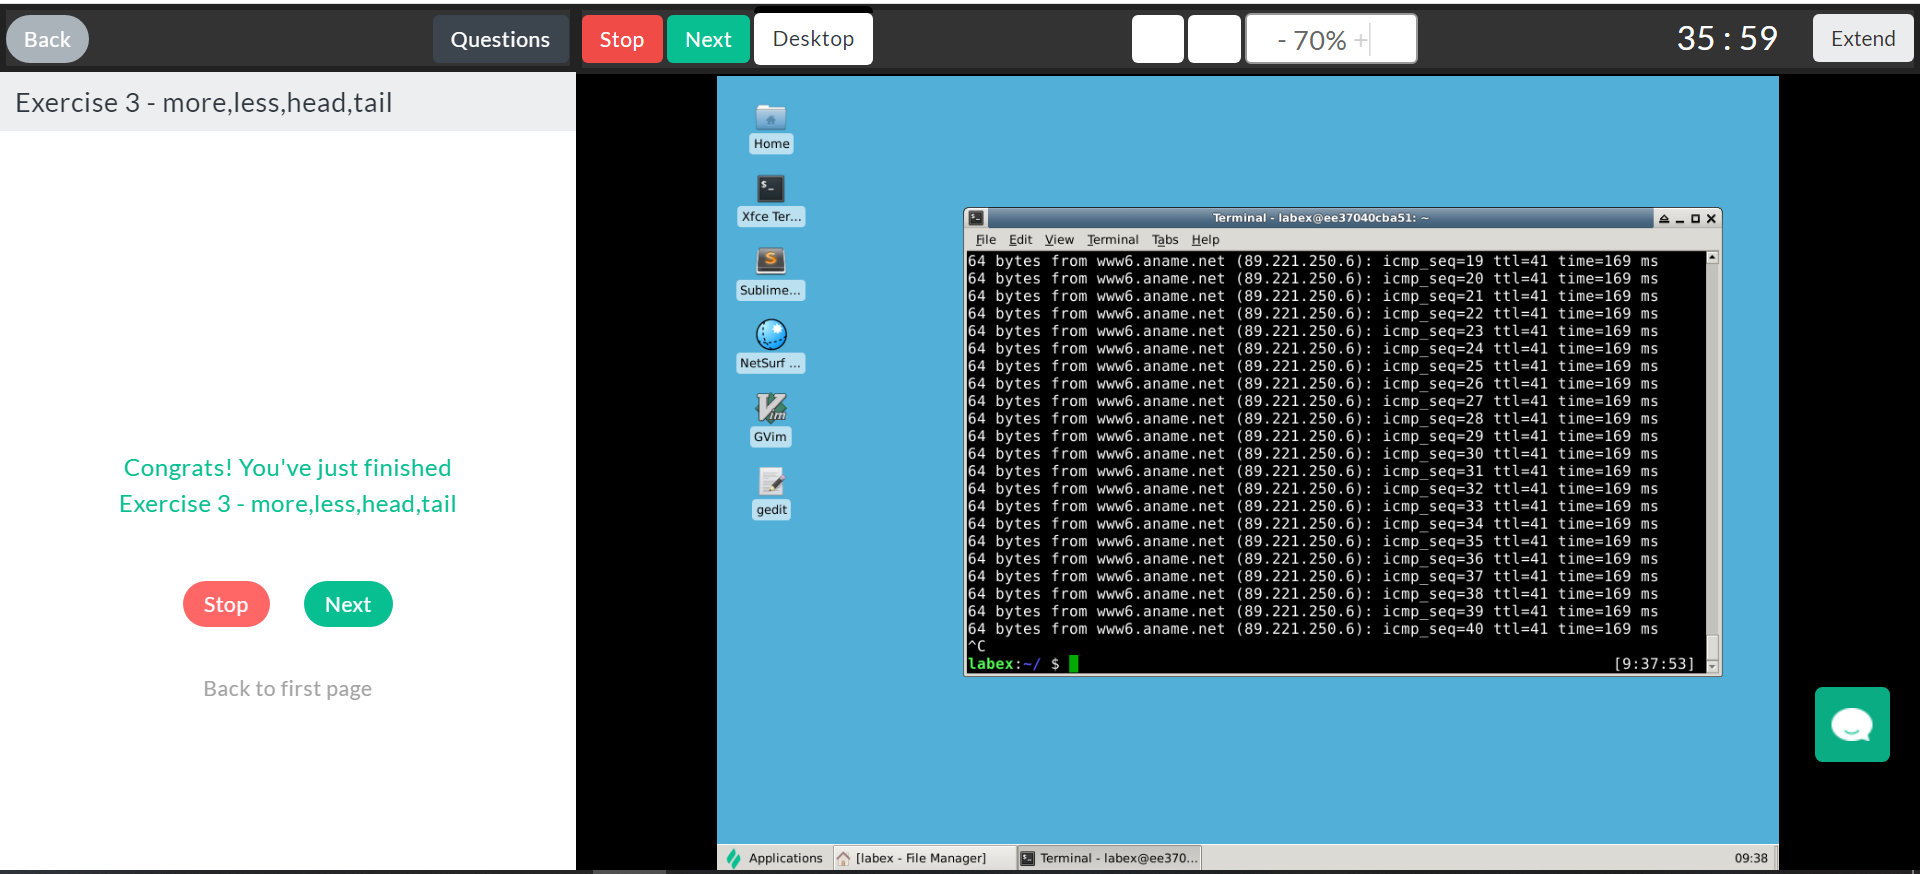 Back
Questions
Stop
Next
Desktop
- 70% +
35 : 59
Extend
Exercise 3 - more,less,head,tail
Congrats! You've just finished
Exercise 3 - more,less,head,tail
Stop
Next
Back to first page
Home
Xfce Ter...
Sublime...
NetSurf ...
GVim
gedit
Terminal - labex@ee37040cba51: ~
File Edit View Terminal Tabs Help
64 bytes from www6.aname.net (89.221.250.6): icmp_seq=19 ttl=41 time=169 ms
64 bytes from www6.aname.net (89.221.250.6): icmp_seq=20 ttl=41 time=169 ms
64 bytes from www6.aname.net (89.221.250.6): icmp_seq=21 ttl=41 time=169 ms
64 bytes from www6.aname.net (89.221.250.6): icmp_seq=22 ttl=41 time=169 ms
64 bytes from www6.aname.net (89.221.250.6): icmp_seq=23 ttl=41 time=169 ms
64 bytes from www6.aname.net (89.221.250.6): icmp_seq=24 ttl=41 time=169 ms
64 bytes from www6.aname.net (89.221.250.6): icmp_seq=25 ttl=41 time=169 ms
64 bytes from www6.aname.net (89.221.250.6): icmp_seq=26 ttl=41 time=169 ms
64 bytes from www6.aname.net (89.221.250.6): icmp_seq=27 ttl=41 time=169 ms
64 bytes from www6.aname.net (89.221.250.6): icmp_seq=28 ttl=41 time=169 ms
64 bytes from www6.aname.net (89.221.250.6): icmp_seq=29 ttl=41 time=169 ms
64 bytes from www6.aname.net (89.221.250.6): icmp_seq=30 ttl=41 time=169 ms
64 bytes from www6.aname.net (89.221.250.6): icmp_seq=31 ttl=41 time=169 ms
64 bytes from www6.aname.net (89.221.250.6): icmp_seq=32 ttl=41 time=169 ms
64 bytes from www6.aname.net (89.221.250.6): icmp_seq=33 ttl=41 time=169 ms
64 bytes from www6.aname.net (89.221.250.6): icmp_seq=34 ttl=41 time=169 ms
64 bytes from www6.aname.net (89.221.250.6): icmp_seq=35 ttl=41 time=169 ms
64 bytes from www6.aname.net (89.221.250.6): icmp_seq=36 ttl=41 time=169 ms
64 bytes from www6.aname.net (89.221.250.6): icmp_seq=37 ttl=41 time=169 ms
64 bytes from www6.aname.net (89.221.250.6): icmp_seq=38 ttl=41 time=169 ms
64 bytes from www6.aname.net (89.221.250.6): icmp_seq=39 ttl=41 time=169 ms
64 bytes from www6.aname.net (89.221.250.6): icmp_seq=40 ttl=41 time=169 ms
^C
labex:~/ $ [9:37:53]
Applications
[labex - File Manager]
Terminal - labex@ee370...
09:38